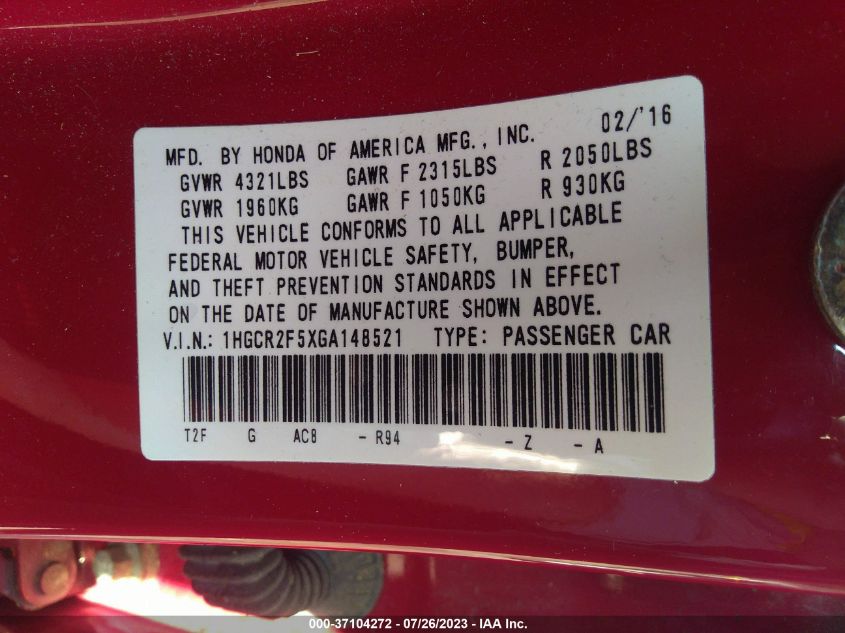 02/'16
MFD. BY HONDA OF AMERICA MFG., INC.
GVWR 4321LBS GAWR F 2315LBS R 2050LBS
GVWR 1960KG GAWR F 1050KG R 930KG
THIS VEHICLE CONFORMS TO ALL APPLICABLE
FEDERAL MOTOR VEHICLE SAFETY, BUMPER,
AND THEFT PREVENTION STANDARDS IN EFFECT
ON THE DATE OF MANUFACTURE SHOWN ABOVE.
V.I.N.: 1HGCR2F5XGA148521 TYPE: PASSENGER CAR
T2F G AC8 -R94 -Z -A
000-37104272 / 07/26/2023 - IAA Inc.